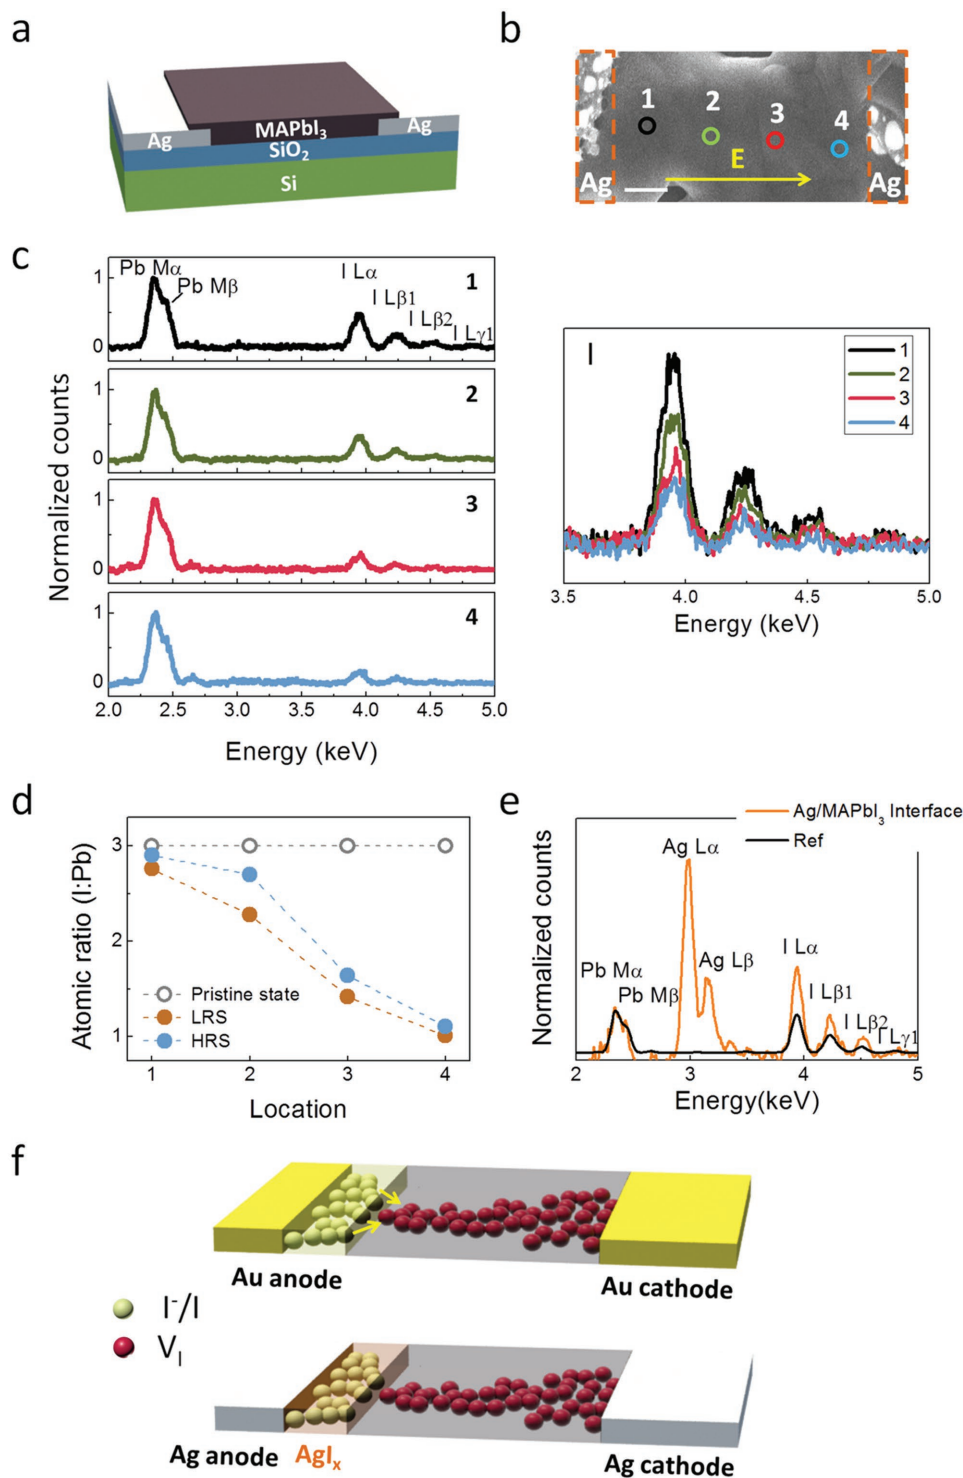 a
Ag
MAPbI₃
Ag
SiO₂
Si
b
1
2
3
4
E
Ag
Ag
c
Pb Mα
Pb Mβ
I Lα
I Lβ1
I Lβ2
I Lγ1
1
1
0
2
1
0
3
1
0
4
1
0
Normalized counts
2.0 2.5 3.0 3.5 4.0 4.5 5.0
Energy (keV)
I
1
2
3
4
3.5 4.0 4.5 5.0
Energy (keV)
d
Atomic ratio (I:Pb)
3
2
1
Pristine state
LRS
HRS
1 2 3 4
Location
e
Ag/MAPbI₃ Interface
Ref
Normalized counts
Ag Lα
Ag Lβ
Pb Mα
Pb Mβ
I Lα
I Lβ1
I Lβ2
I Lγ1
2 3 4 5
Energy(keV)
f
Au anode
Au cathode
I⁻/I
V_I
Ag anode
AgIₓ
Ag cathode